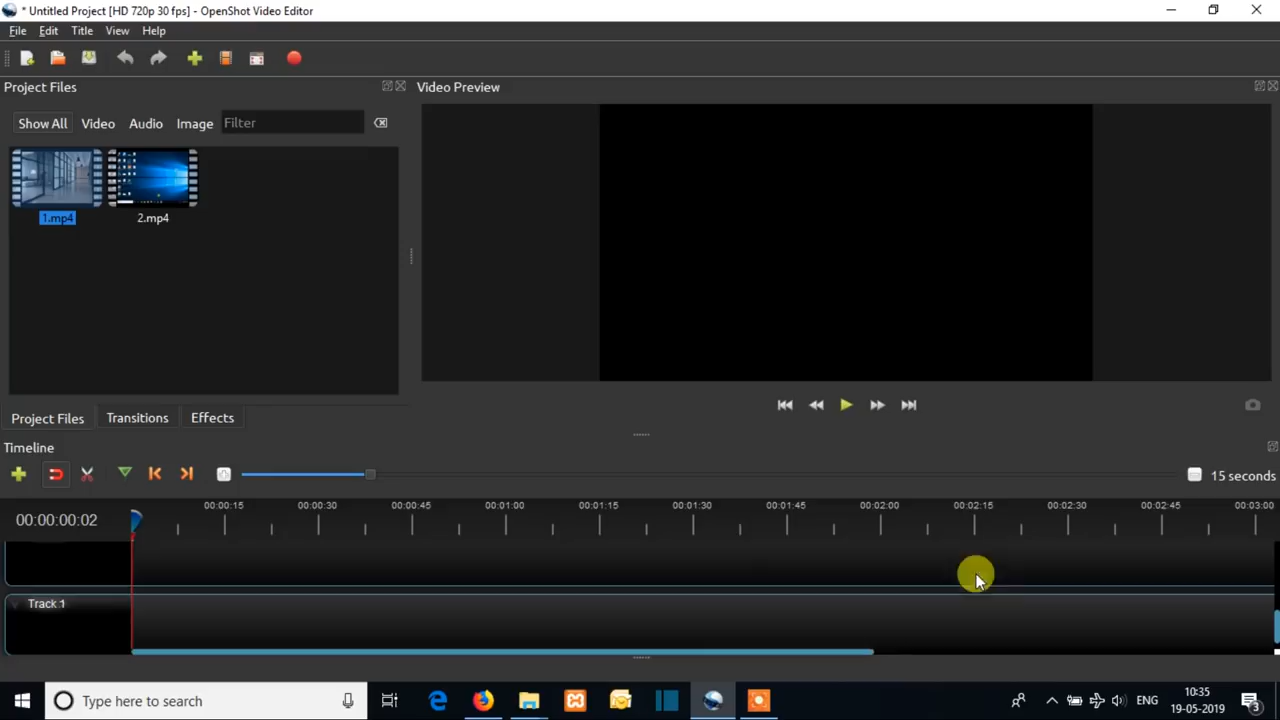 * Untitled Project [HD 720p 30 fps] - OpenShot Video Editor
File Edit Title View Help
Project Files
Video Preview
Show All Video Audio Image Filter
1.mp4 2.mp4
Project Files Transitions Effects
Timeline
15 seconds
00:00:00:02
00:00:15 00:00:30 00:00:45 00:01:00 00:01:15 00:01:30 00:01:45 00:02:00 00:02:15 00:02:30 00:02:45 00:03:00
Track 1
Type here to search
ENG
10:35
19-05-2019
3